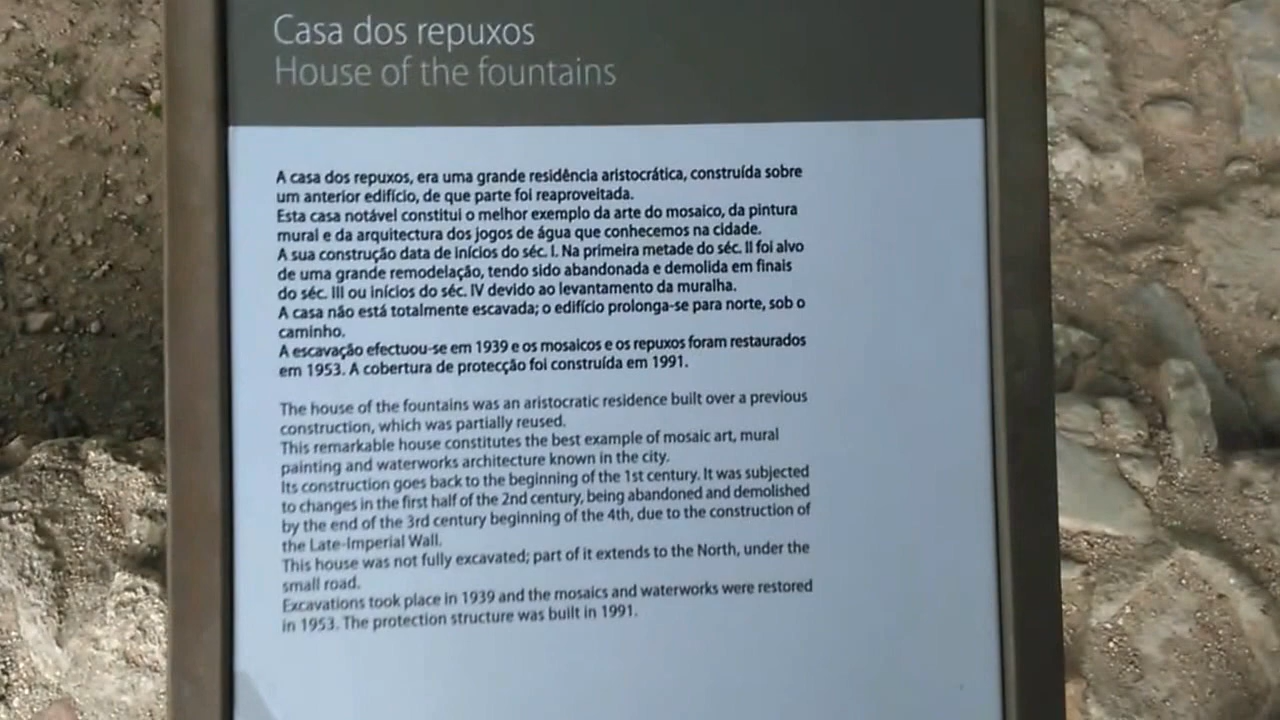 Casa dos repuxos
House of the fountains
A casa dos repuxos, era uma grande residência aristocrática, construída sobre
um anterior edifício, de que parte foi reaproveitada.
Esta casa notável constitui o melhor exemplo da arte do mosaico, da pintura
mural e da arquitectura dos jogos de água que conhecemos na cidade.
A sua construção data de inícios do séc. I. Na primeira metade do séc. II foi alvo
de uma grande remodelação, tendo sido abandonada e demolida em finais
do séc. III ou inícios do séc. IV devido ao levantamento da muralha.
A casa não está totalmente escavada; o edifício prolonga-se para norte, sob o
caminho.
A escavação efectuou-se em 1939 e os mosaicos e os repuxos foram restaurados
em 1953. A cobertura de protecção foi construída em 1991.
The house of the fountains was an aristocratic residence built over a previous
construction, which was partially reused.
This remarkable house constitutes the best example of mosaic art, mural
painting and waterworks architecture known in the city.
Its construction goes back to the beginning of the 1st century. It was subjected
to changes in the first half of the 2nd century, being abandoned and demolished
by the end of the 3rd century beginning of the 4th, due to the construction of
the Late-Imperial Wall.
This house was not fully excavated; part of it extends to the North, under the
small road.
Excavations took place in 1939 and the mosaics and waterworks were restored
in 1953. The protection structure was built in 1991.